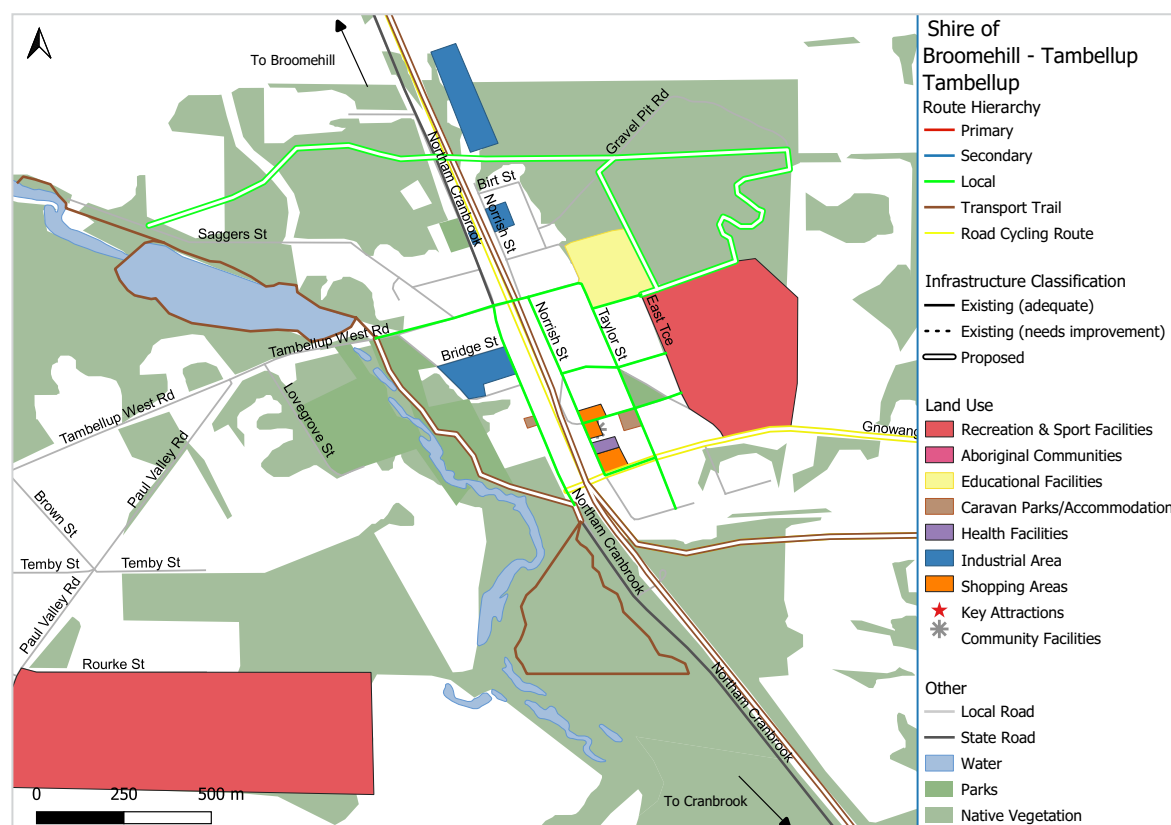 To Broomehill
Northam Cranbrook
Gravel Pit Rd
Birt St
Norrish St
Saggers St
Tambellup West Rd
Bridge St
Norrish St
Taylor St
East Tce
Gnowang
Tambellup West Rd
Lovegrove St
Paul Valley Rd
Brown St
Temby St
Temby St
Paul Valley Rd
Rourke St
Northam Cranbrook
Northam Cranbrook
To Cranbrook
0 250 500 m
Shire of
Broomehill - Tambellup
Tambellup
Route Hierarchy
Primary
Secondary
Local
Transport Trail
Road Cycling Route
Infrastructure Classification
Existing (adequate)
Existing (needs improvement)
Proposed
Land Use
Recreation & Sport Facilities
Aboriginal Communities
Educational Facilities
Caravan Parks/Accommodation
Health Facilities
Industrial Area
Shopping Areas
Key Attractions
Community Facilities
Other
Local Road
State Road
Water
Parks
Native Vegetation